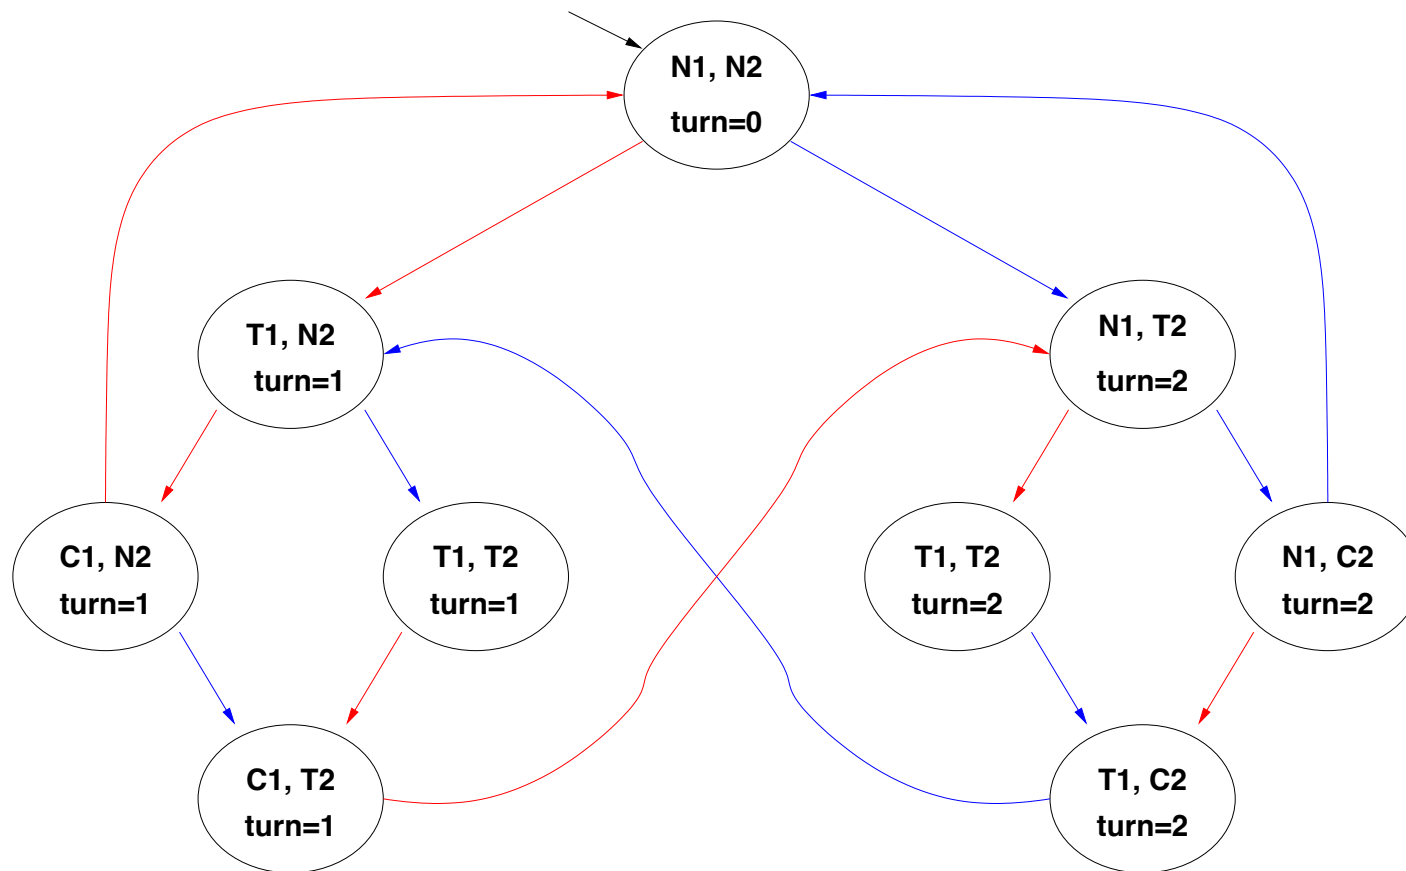 N1, N2
turn=0
T1, N2
turn=1
N1, T2
turn=2
C1, N2
turn=1
T1, T2
turn=1
T1, T2
turn=2
N1, C2
turn=2
C1, T2
turn=1
T1, C2
turn=2